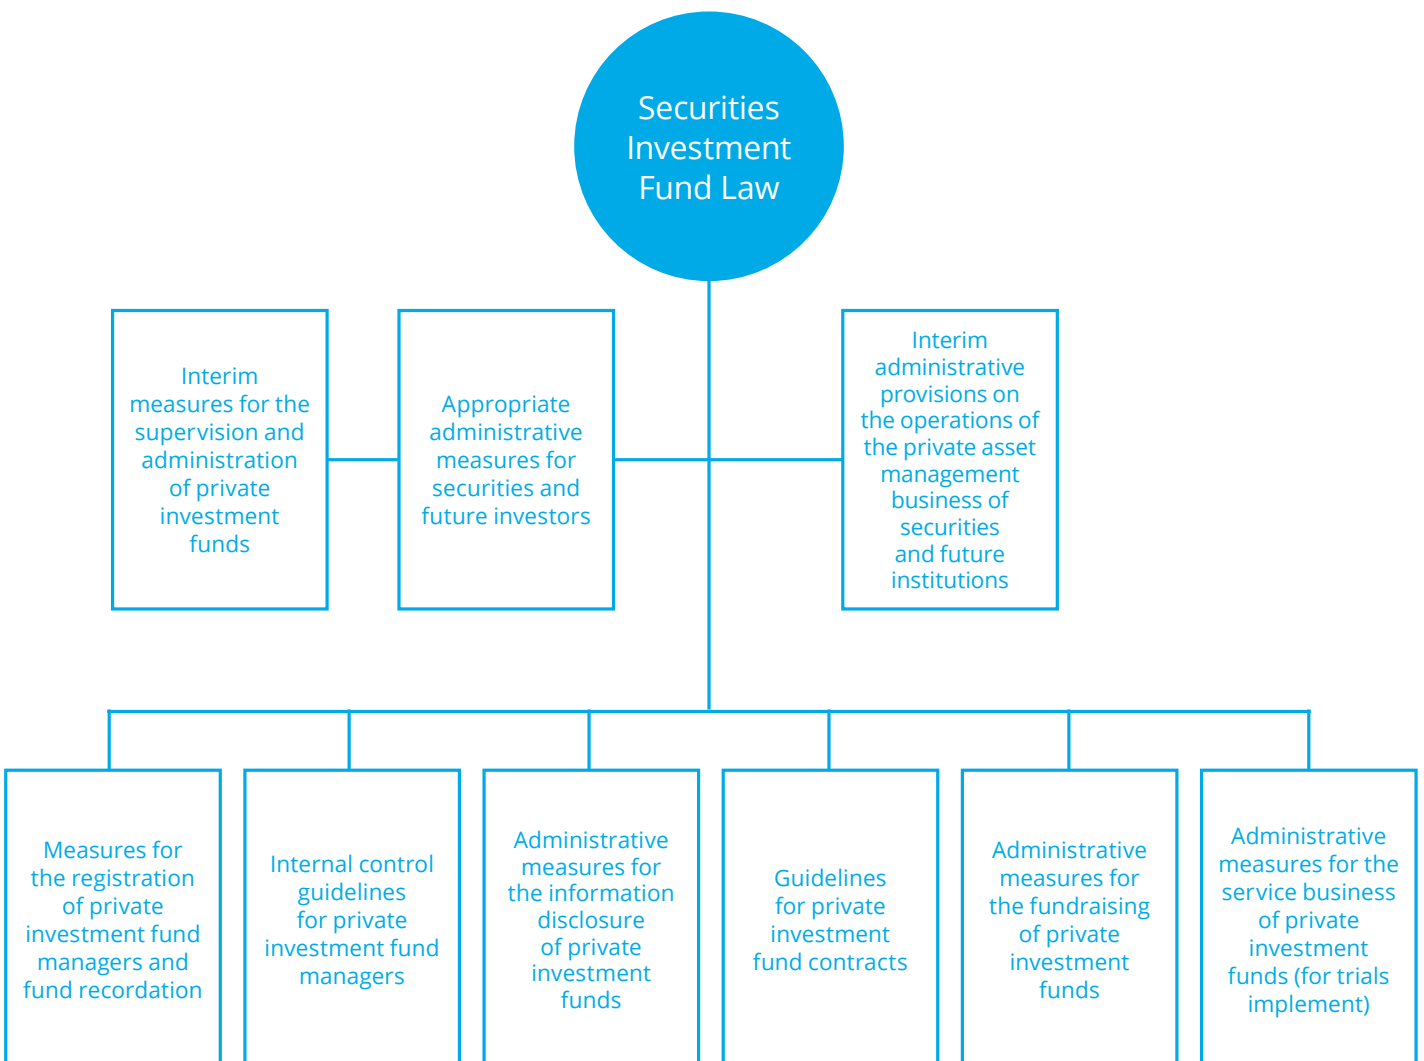 Securities
Investment
Fund Law
Interim
measures for the
supervision and
administration
of private
investment
funds
Appropriate
administrative
measures for
securities and
future investors
Interim
administrative
provisions on
the operations of
the private asset
management
business of
securities
and future
institutions
Measures for
the registration
of private
investment fund
managers and
fund recordation
Internal control
guidelines
for private
investment fund
managers
Administrative
measures for
the information
disclosure
of private
investment
funds
Guidelines
for private
investment
fund contracts
Administrative
measures for
the fundraising
of private
investment
funds
Administrative
measures for the
service business
of private
investment
funds (for trials
implement)